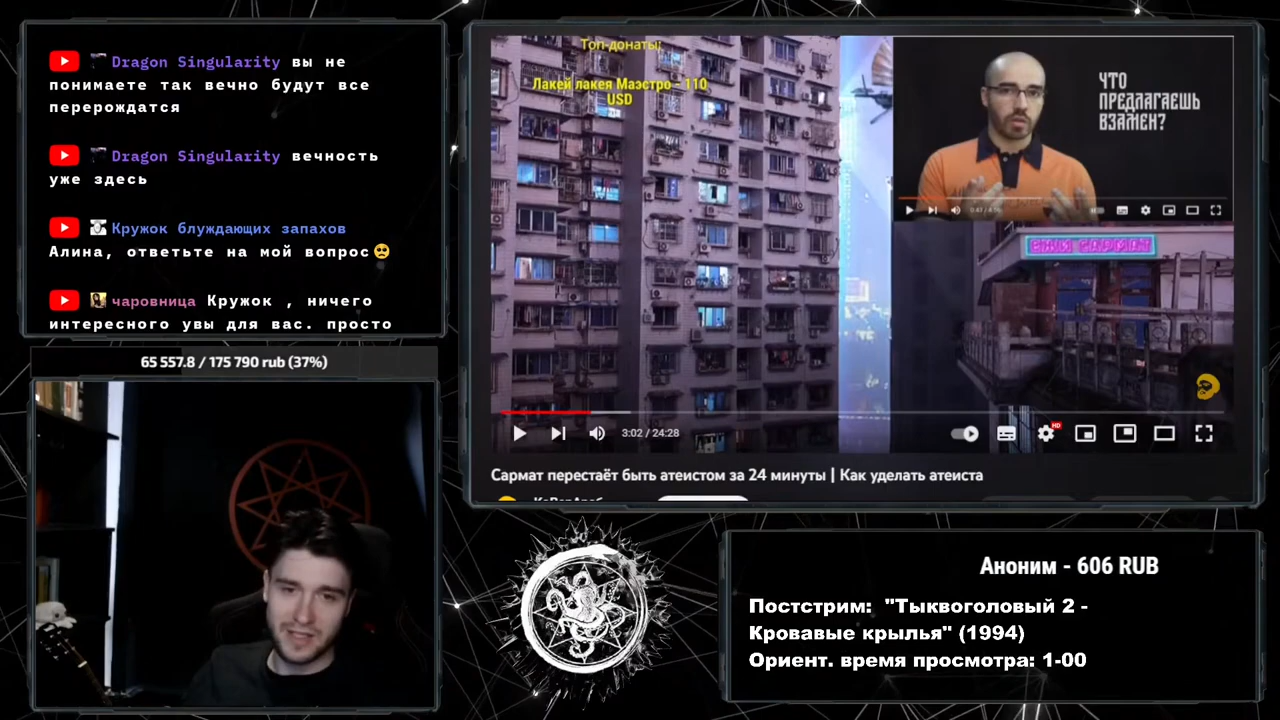 Dragon Singularity вы не
понимаете так вечно будут все
перерождатся
Dragon Singularity вечность
уже здесь
Кружок блуждающих запахов
Алина, ответьте на мой вопрос
чаровница Кружок , ничего
интересного увы для вас. просто
65 557.8 / 175 790 rub (37%)
Топ-донаты:
Лакей лакея Маэстро - 110
USD
ЧТО
ПРЕДЛАГАЕШЬ
ВЗАМЕН?
3:02 / 24:28
HD
Сармат перестаёт быть атеистом за 24 минуты | Как уделать атеиста
Аноним - 606 RUB
Постстрим: "Тыквоголовый 2 -
Кровавые крылья" (1994)
Ориент. время просмотра: 1-00